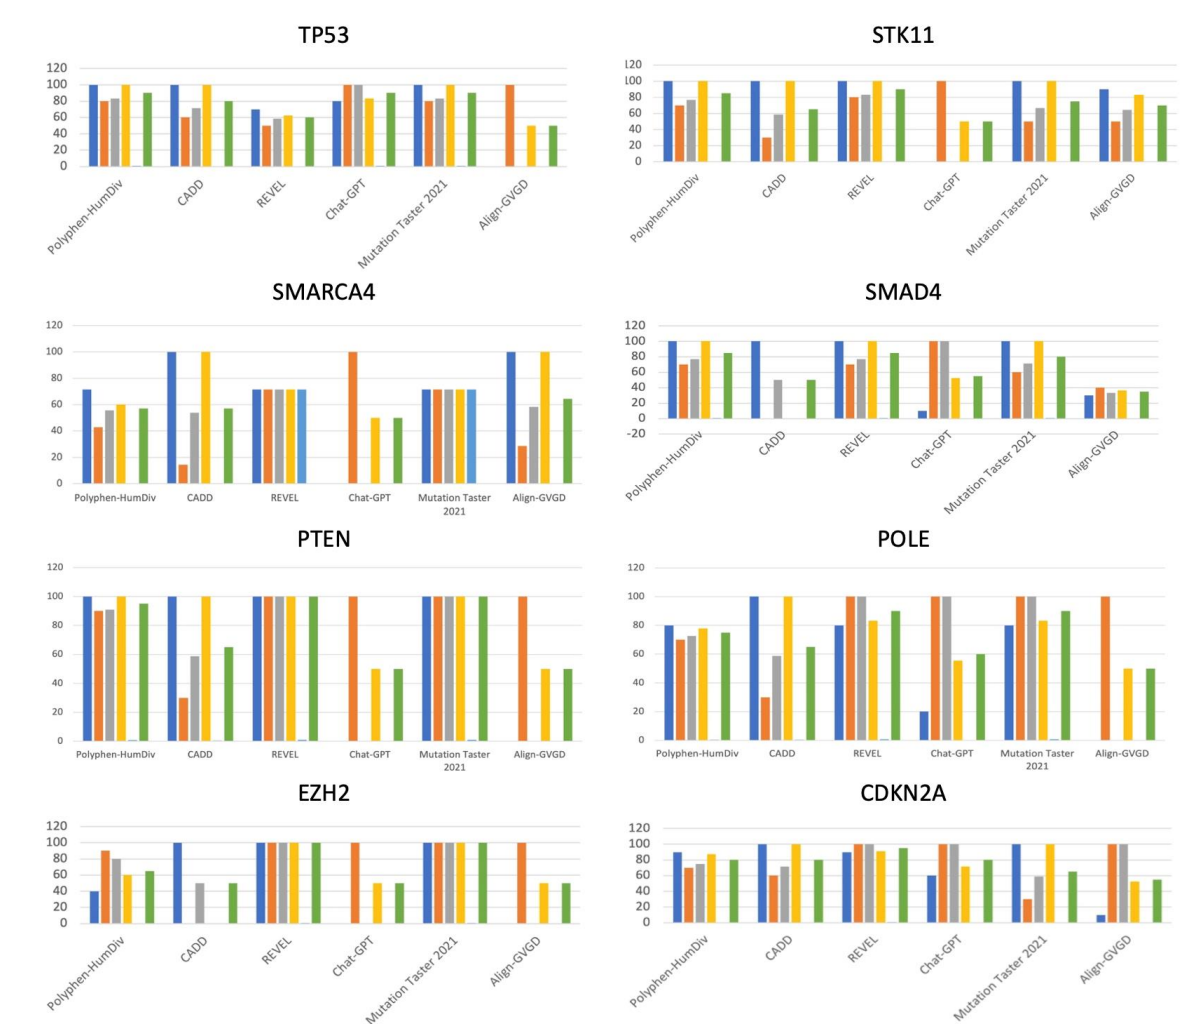 TP53
120
100
80
60
40
20
0
Polyphen-HumDiv
CADD
REVEL
Chat-GPT
Mutation Taster 2021
Align-GVGD
STK11
120
100
80
60
40
20
0
Polyphen-HumDiv
CADD
REVEL
Chat-GPT
Mutation Taster 2021
Align-GVGD
SMARCA4
120
100
80
60
40
20
0
Polyphen-HumDiv
CADD
REVEL
Chat-GPT
Mutation Taster
2021
Align-GVGD
SMAD4
120
100
80
60
40
20
0
-20
Polyphen-HumDiv
CADD
REVEL
Chat-GPT
Mutation Taster 2021
Align-GVGD
PTEN
120
100
80
60
40
20
0
Polyphen-HumDiv
CADD
REVEL
Chat-GPT
Mutation Taster
2021
Align-GVGD
POLE
120
100
80
60
40
20
0
Polyphen-HumDiv
CADD
REVEL
Chat-GPT
Mutation Taster
2021
Align-GVGD
EZH2
120
100
80
60
40
20
0
Polyphen-HumDiv
CADD
REVEL
Chat-GPT
Mutation Taster 2021
Align-GVGD
CDKN2A
120
100
80
60
40
20
0
Polyphen-HumDiv
CADD
REVEL
Chat-GPT
Mutation Taster 2021
Align-GVGD